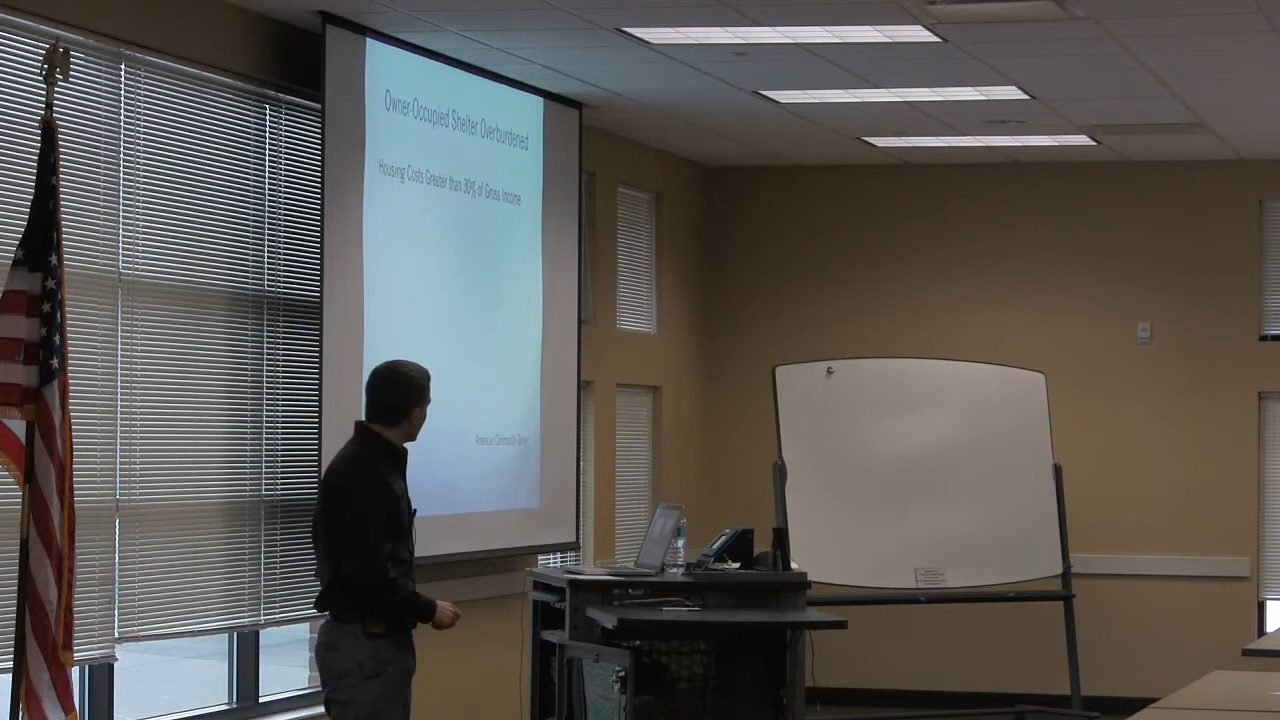 Owner-Occupied Shelter Overburdened
Housing Costs Greater than 30% of Gross Income
American Community Survey